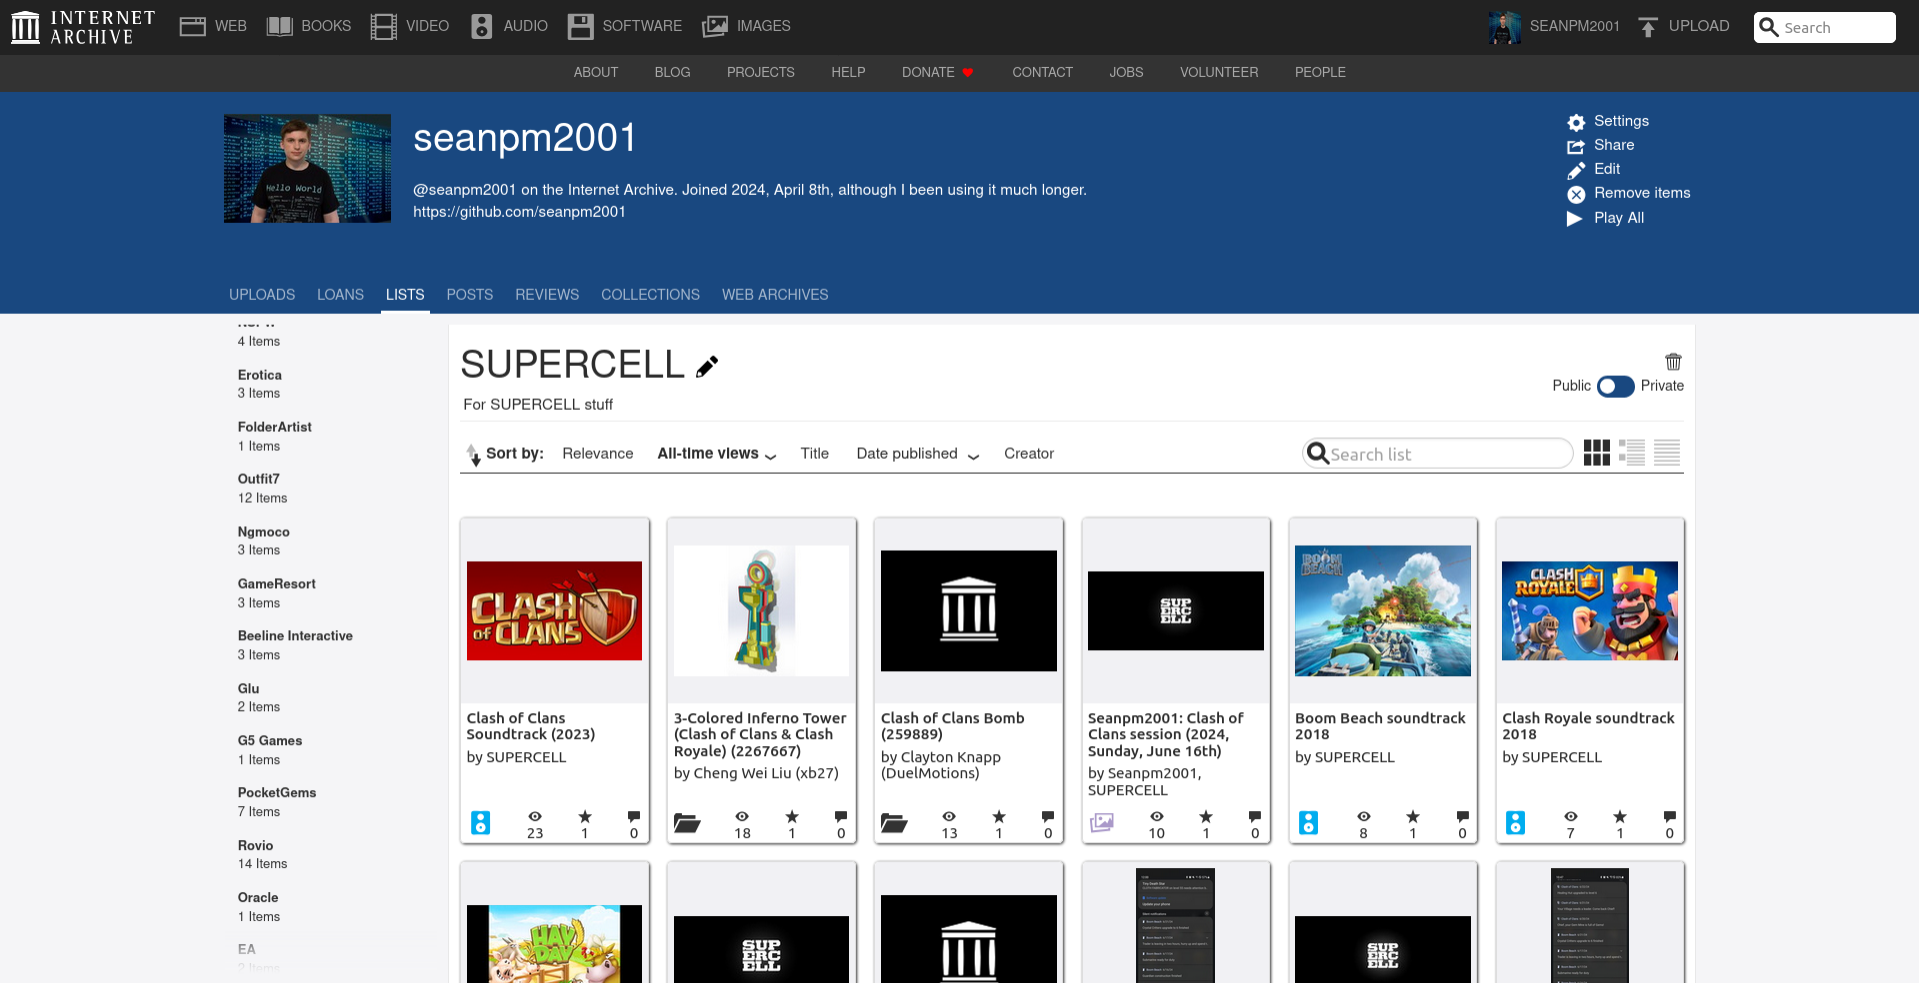 INTERNET ARCHIVE
WEB BOOKS VIDEO AUDIO SOFTWARE IMAGES
SEANPM2001 UPLOAD Search
ABOUT BLOG PROJECTS HELP DONATE CONTACT JOBS VOLUNTEER PEOPLE
Hello World
seanpm2001
@seanpm2001 on the Internet Archive. Joined 2024, April 8th, although I been using it much longer.
https://github.com/seanpm2001
Settings
Share
Edit
Remove items
Play All
UPLOADS LOANS LISTS POSTS REVIEWS COLLECTIONS WEB ARCHIVES
4 Items
Erotica
3 Items
FolderArtist
1 Items
Outfit7
12 Items
Ngmoco
3 Items
GameResort
3 Items
Beeline Interactive
3 Items
Glu
2 Items
G5 Games
1 Items
PocketGems
7 Items
Rovio
14 Items
Oracle
1 Items
EA
2 Items
SUPERCELL
For SUPERCELL stuff
Public Private
Sort by: Relevance All-time views Title Date published Creator
Search list
CLASH
OF CLANS
Clash of Clans
Soundtrack (2023)
by SUPERCELL
23 1 0
3-Colored Inferno Tower
(Clash of Clans & Clash
Royale) (2267667)
by Cheng Wei Liu (xb27)
18 1 0
Clash of Clans Bomb
(259889)
by Clayton Knapp
(DuelMotions)
13 1 0
SUP
ERC
ELL
Seanpm2001: Clash of
Clans session (2024,
Sunday, June 16th)
by Seanpm2001,
SUPERCELL
10 1 0
BOOM
BEACH
Boom Beach soundtrack
2018
by SUPERCELL
8 1 0
CLASH
ROYALE
Clash Royale soundtrack
2018
by SUPERCELL
7 1 0
HAY
DAY
SUP
ERC
ELL
SUP
ERC
ELL